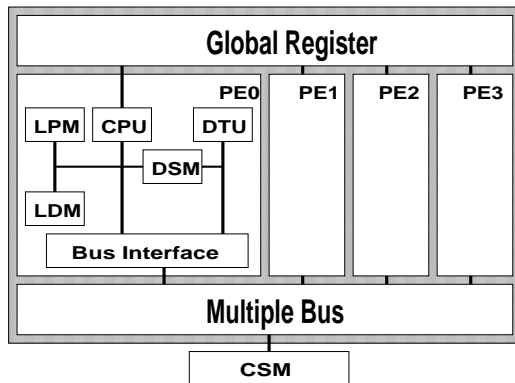 Global Register
PE0 PE1 PE2 PE3
LPM CPU DTU
DSM
LDM
Bus Interface
Multiple Bus
CSM